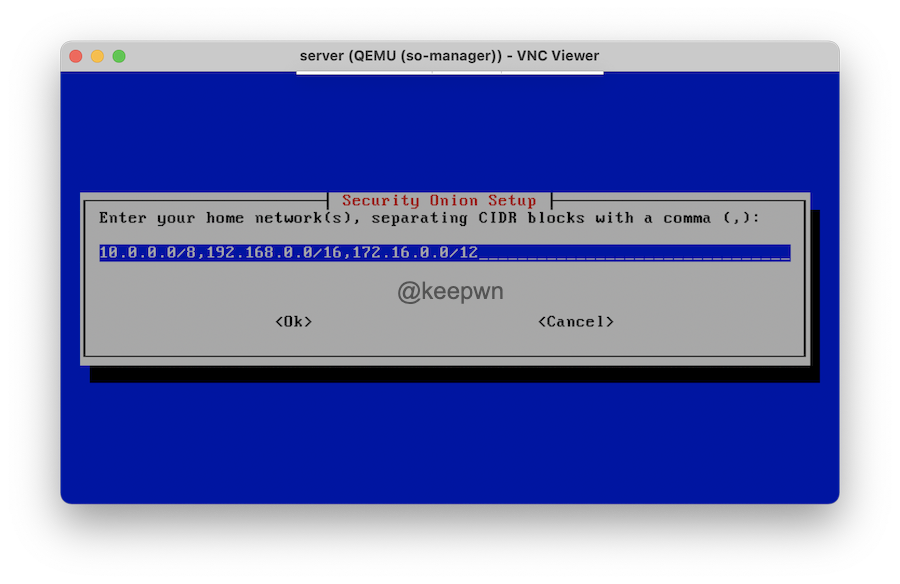 server (QEMU (so-manager)) - VNC Viewer
Security Onion Setup
Enter your home network(s), separating CIDR blocks with a comma (,):
10.0.0.0/8,192.168.0.0/16,172.16.0.0/12________________________________
@keepwn
<Ok> <Cancel>